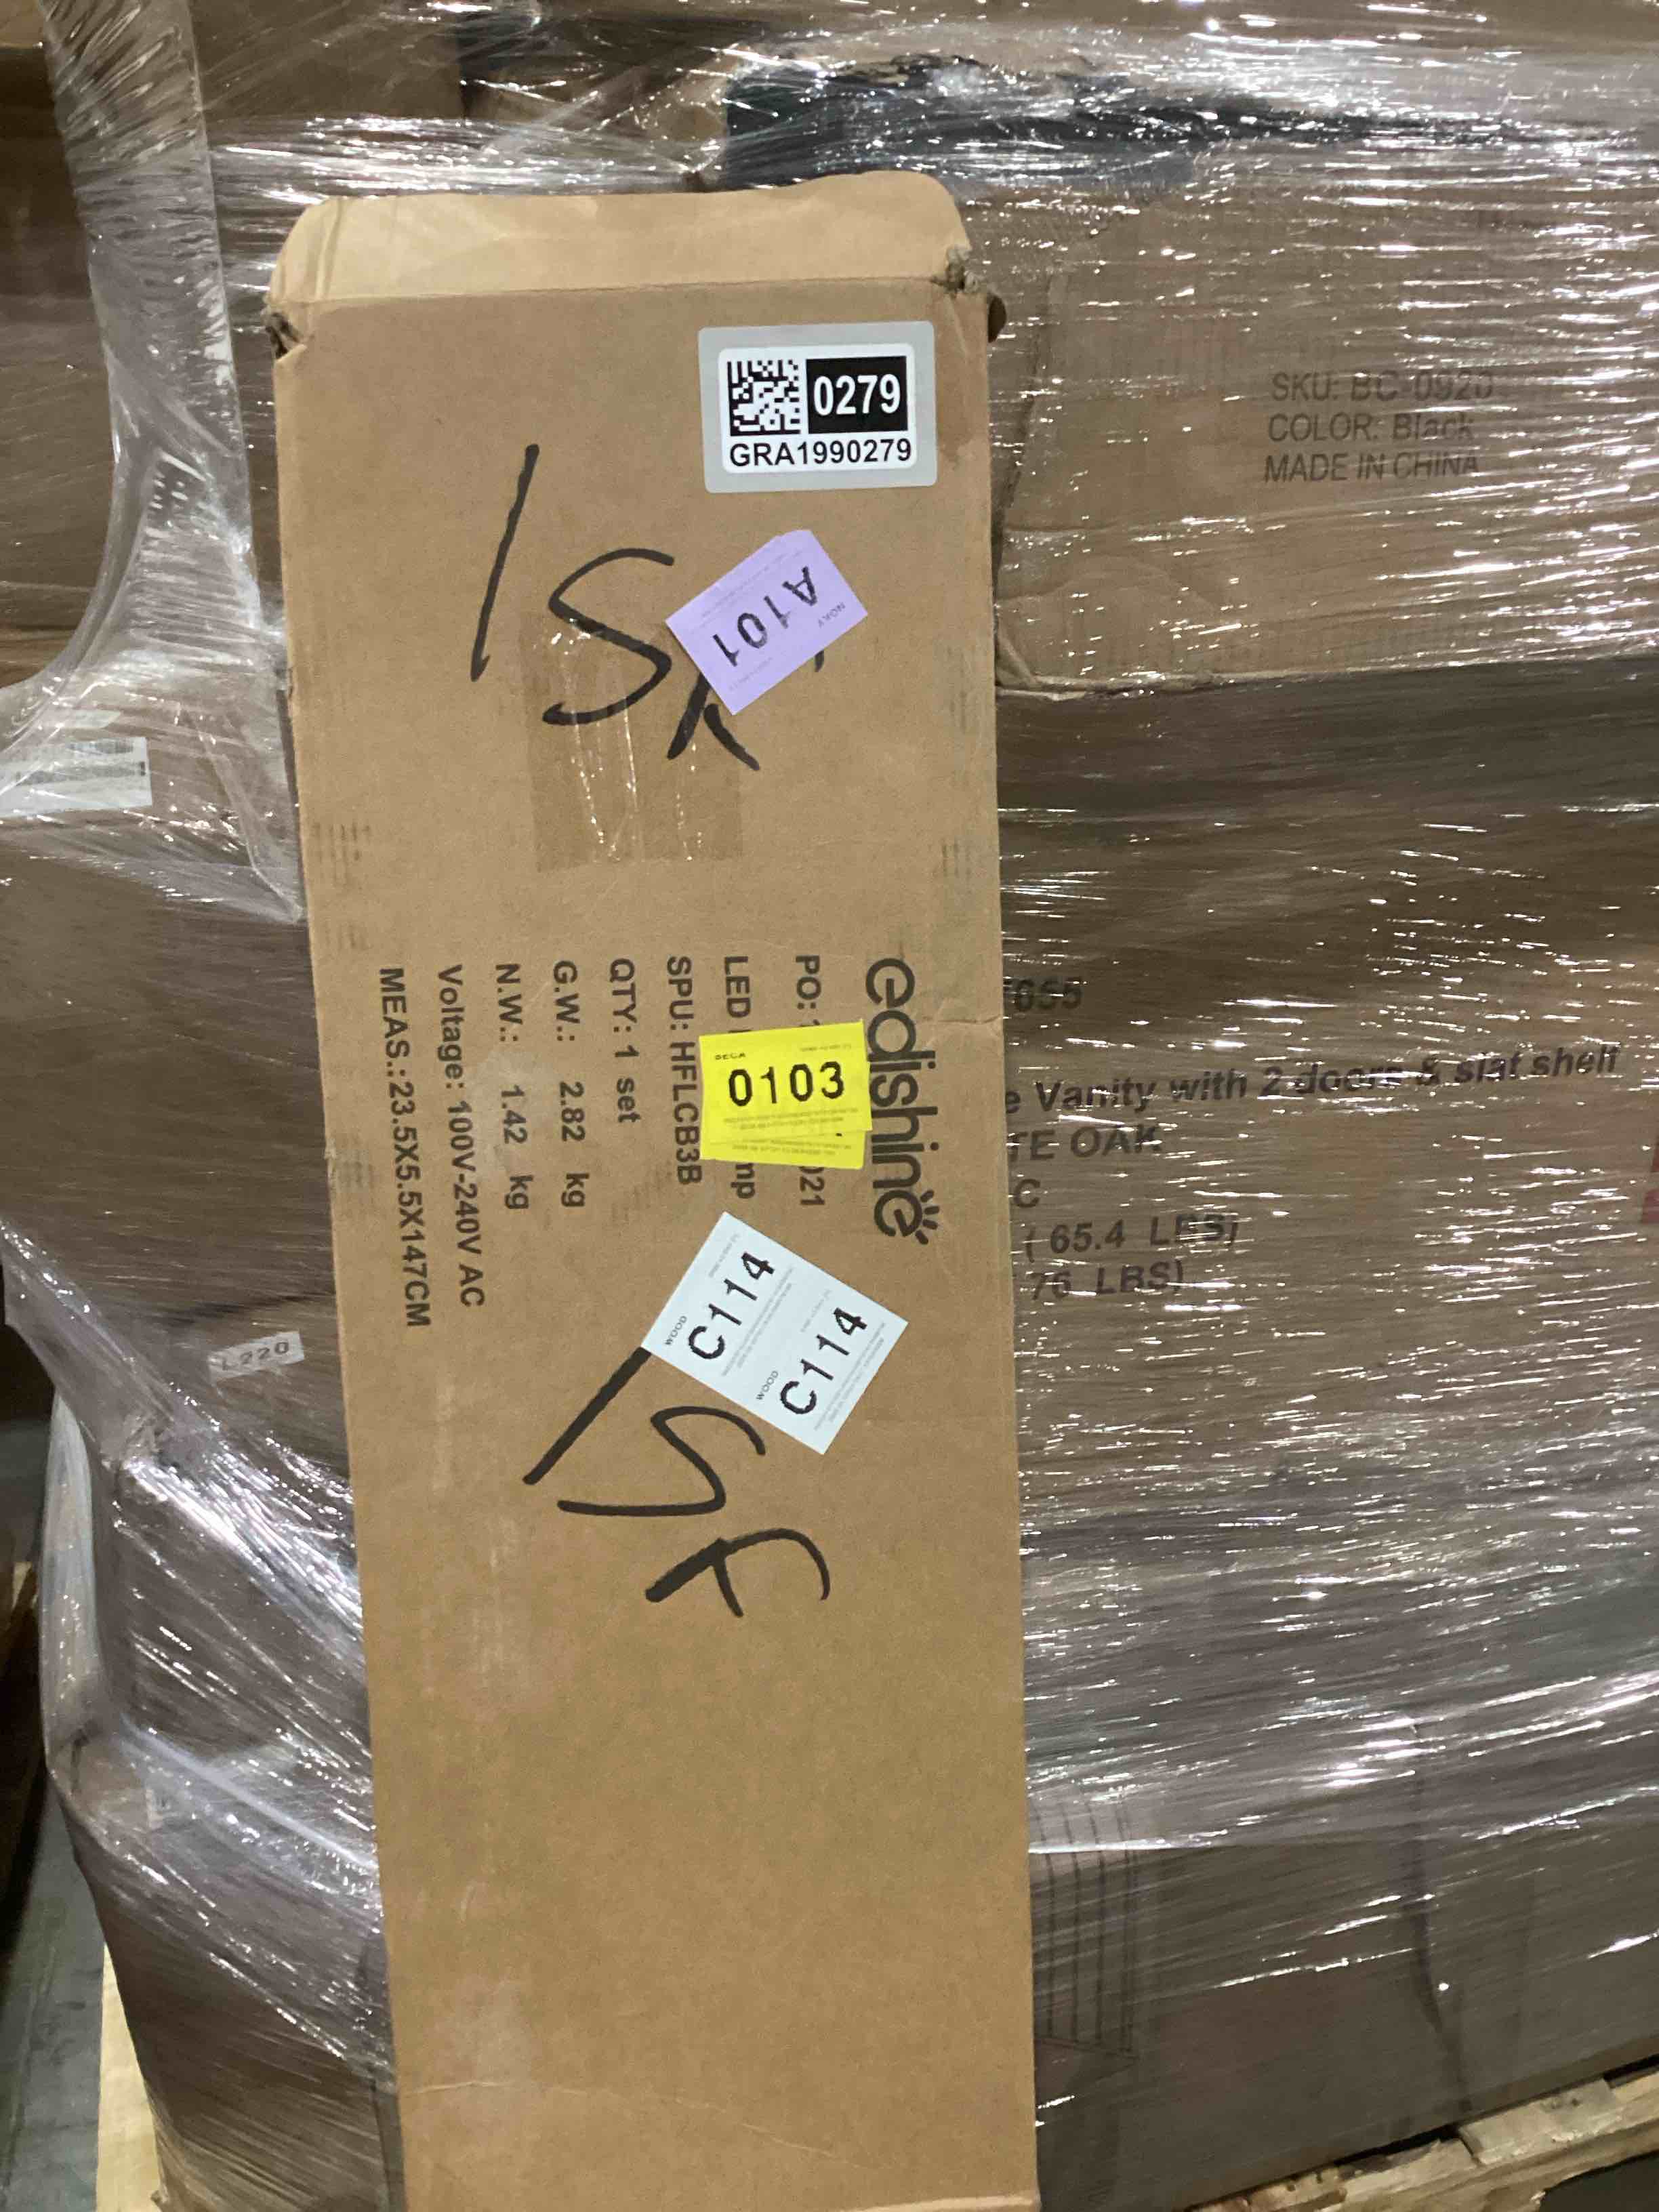 0279
GRA1990279
A101
edishine
PO:
021
LED
mp
SPU: HFLCB3B
QTY: 1 set
G.W.: 2.82 kg
N.W.: 1.42 kg
Voltage: 100V-240V AC
MEAS.:23.5X5.5X147CM
0103
WOOD
C114
WOOD
C114
SKU: BC-0920
COLOR: Black
MADE IN CHINA
655
e Vanity with 2 doors & slat shelf
TE OAK
C
( 65.4 LBS)
76 LBS)
L220